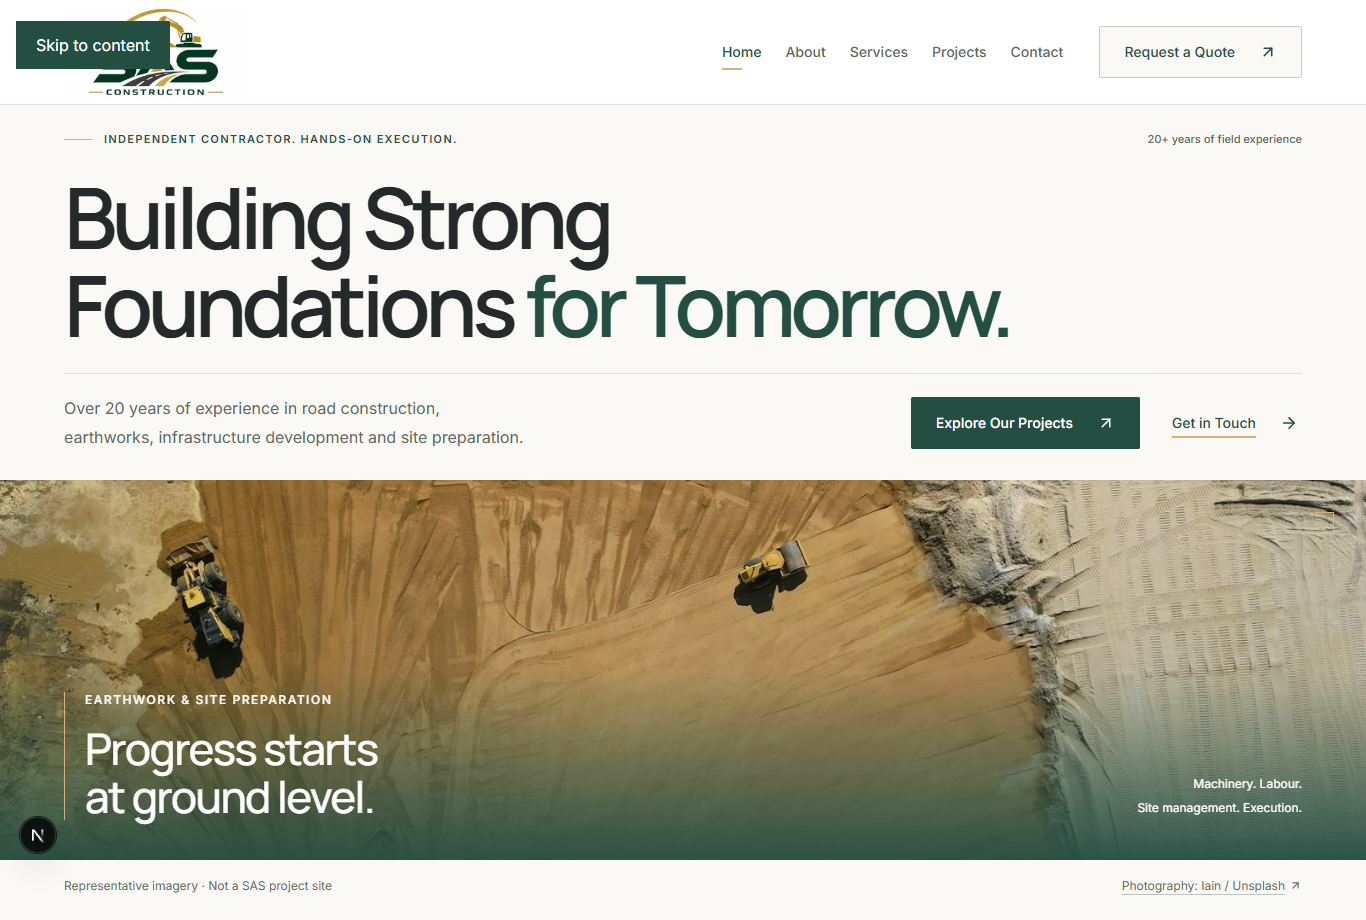 Skip to content
SAS
CONSTRUCTION
Home
About
Services
Projects
Contact
Request a Quote
INDEPENDENT CONTRACTOR. HANDS-ON EXECUTION.
20+ years of field experience
Building Strong
Foundations for Tomorrow.
Over 20 years of experience in road construction,
earthworks, infrastructure development and site preparation.
Explore Our Projects
Get in Touch
EARTHWORK & SITE PREPARATION
Progress starts
at ground level.
Machinery. Labour.
Site management. Execution.
N
Representative imagery · Not a SAS project site
Photography: Iain / Unsplash